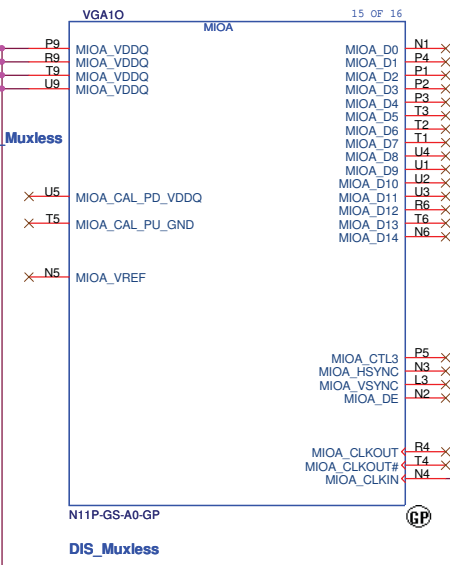 VGA1O
15 OF 16
MIOA
P9 MIOA_VDDQ
R9 MIOA_VDDQ
T9 MIOA_VDDQ
U9 MIOA_VDDQ
_Muxless
U5 MIOA_CAL_PD_VDDQ
T5 MIOA_CAL_PU_GND
N5 MIOA_VREF
MIOA_D0 N1
MIOA_D1 P4
MIOA_D2 P1
MIOA_D3 P2
MIOA_D4 P3
MIOA_D5 T3
MIOA_D6 T2
MIOA_D7 T1
MIOA_D8 U4
MIOA_D9 U1
MIOA_D10 U2
MIOA_D11 U3
MIOA_D12 R6
MIOA_D13 T6
MIOA_D14 N6
MIOA_CTL3 P5
MIOA_HSYNC N3
MIOA_VSYNC L3
MIOA_DE N2
MIOA_CLKOUT R4
MIOA_CLKOUT# T4
MIOA_CLKIN N4
N11P-GS-A0-GP
GP
DIS_Muxless